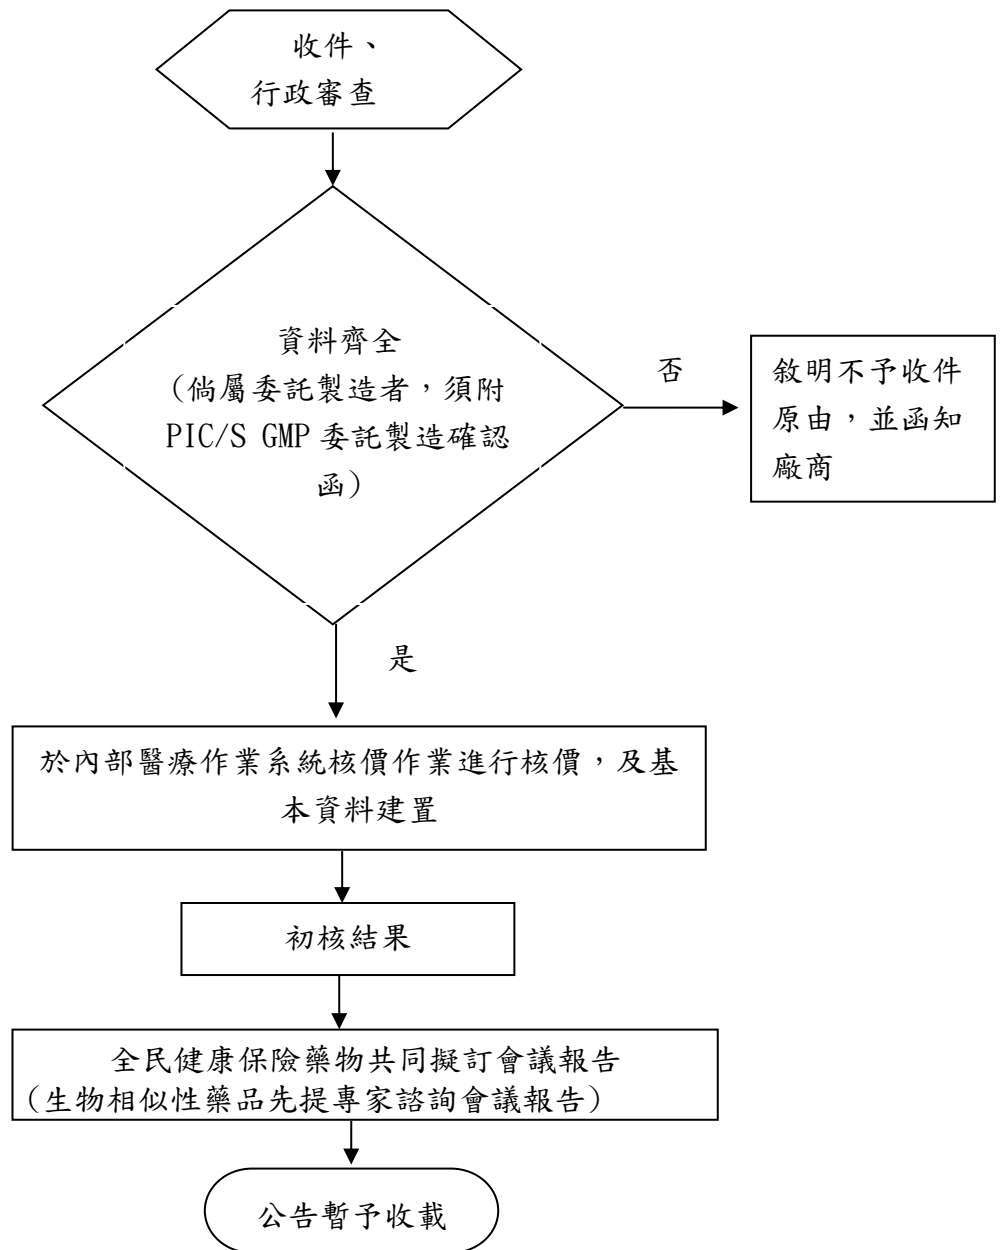 收件、
行政審查
資料齊全
(倘屬委託製造者，須附
PIC/S GMP 委託製造確認
函)
否
敘明不予收件
原由，並函知
廠商
是
於內部醫療作業系統核價作業進行核價，及基
本資料建置
初核結果
全民健康保險藥物共同擬訂會議報告
(生物相似性藥品先提專家諮詢會議報告)
公告暫予收載